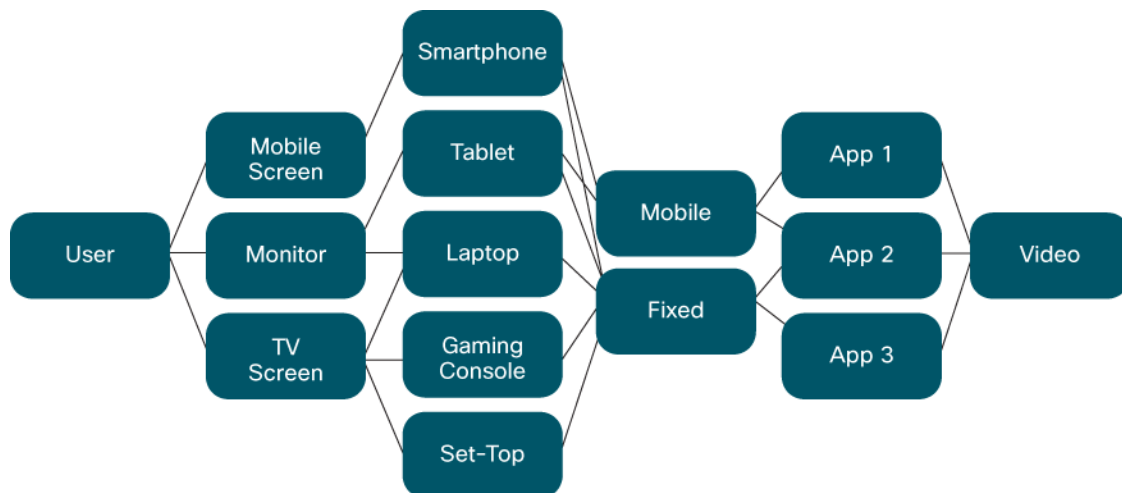 User
Mobile
Screen
Monitor
TV
Screen
Smartphone
Tablet
Laptop
Gaming
Console
Set-Top
Mobile
Fixed
App 1
App 2
App 3
Video